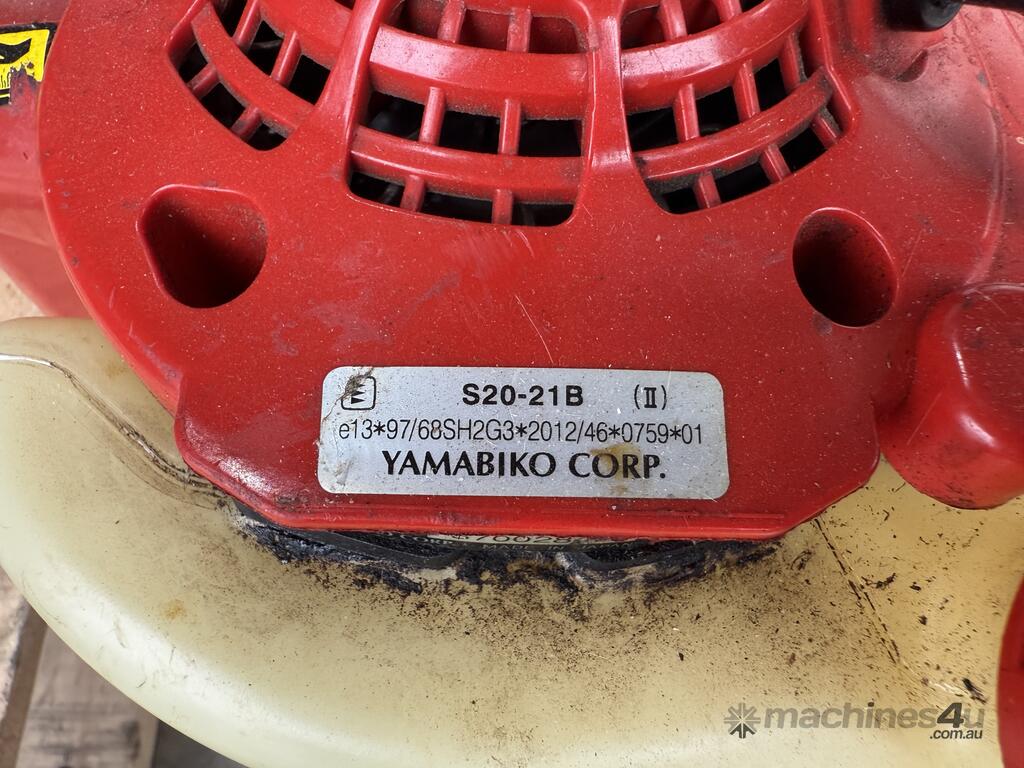 S20-21B (II)
e13*97/68SH2G3*2012/46*0759*01
YAMABIKO CORP.
machines4u
.com.au